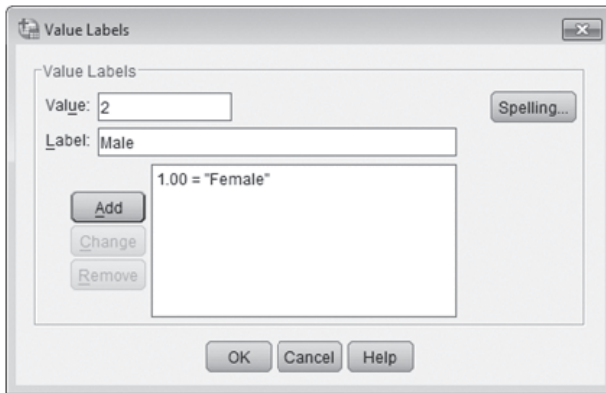 Value Labels
Value Labels
Value: 2
Spelling...
Label: Male
1.00 = "Female"
Add
Change
Remove
OK Cancel Help